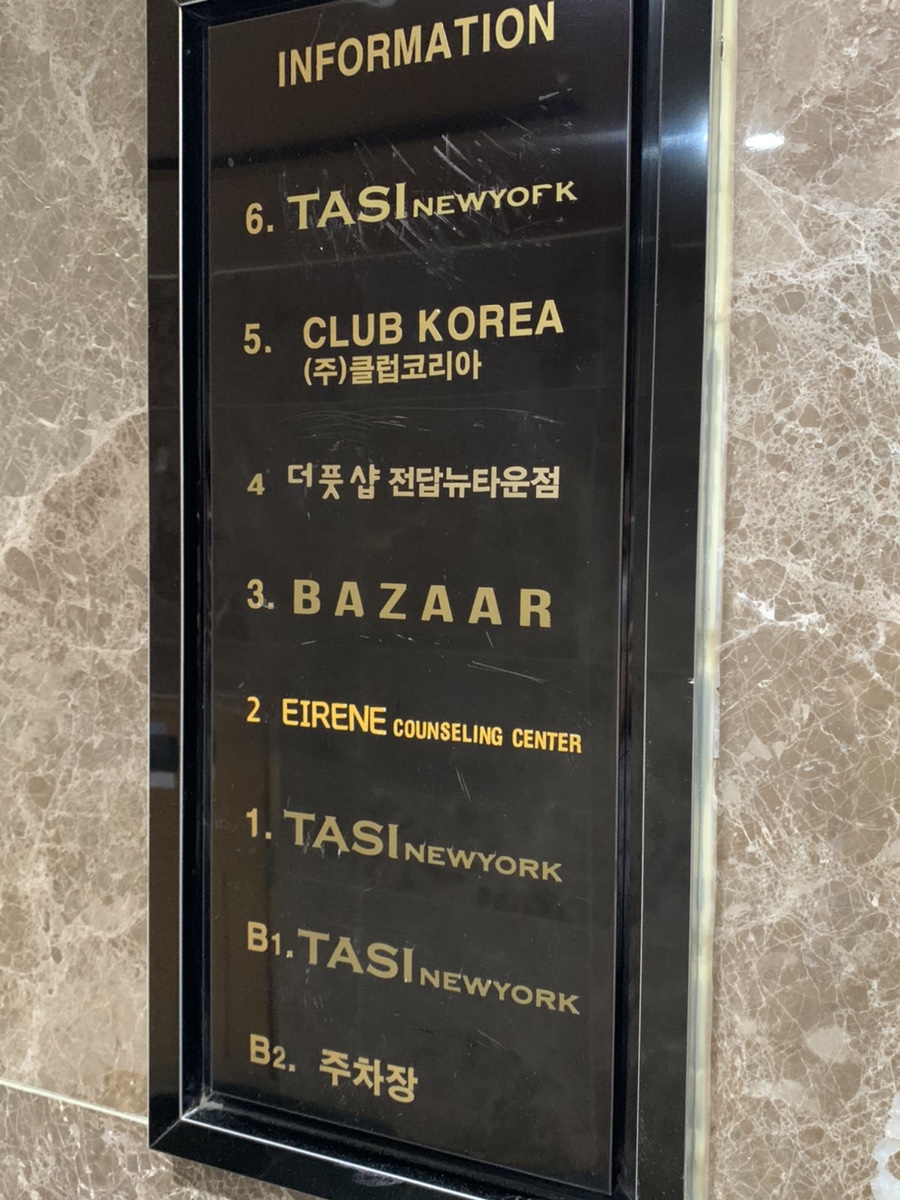 INFORMATION
6. TASI NEWYORK
5. CLUB KOREA
(주)클럽코리아
4 더풋샵 전답뉴타운점
3. BAZAAR
2 EIRENE COUNSELING CENTER
1. TASI NEWYORK
B1. TASI NEWYORK
B2. 주차장